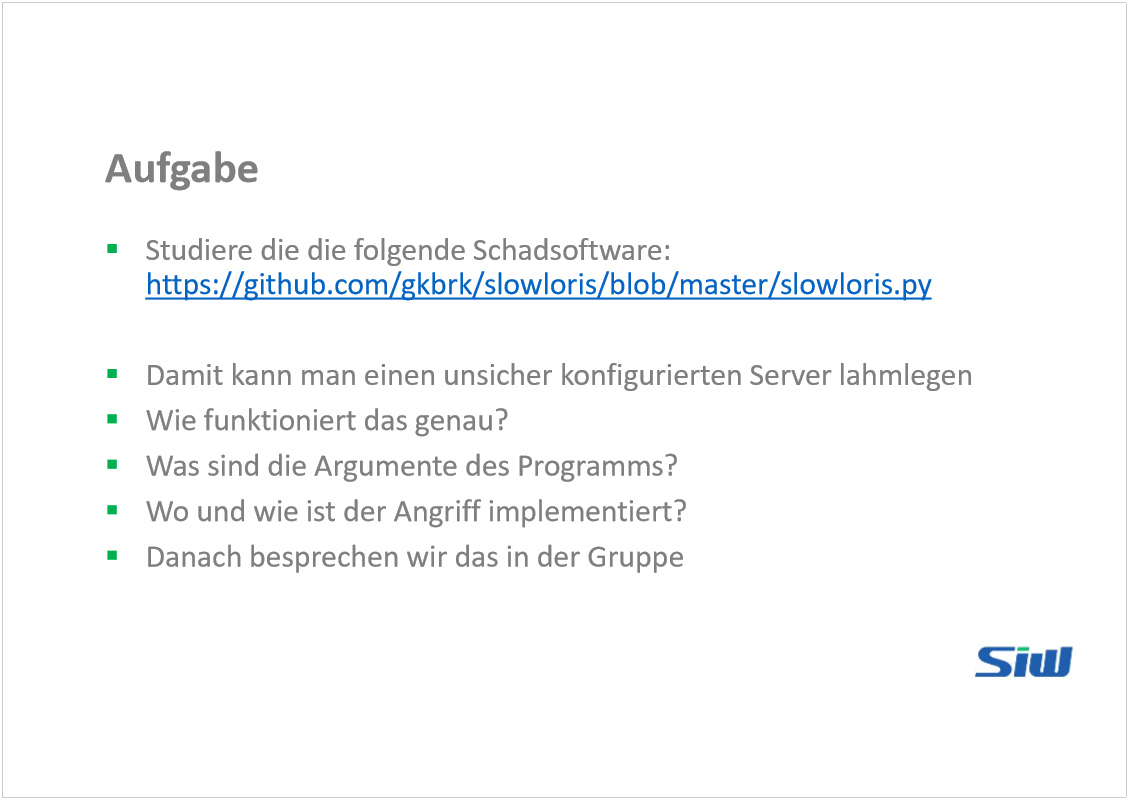 Aufgabe
Studiere die die folgende Schadsoftware:
https://github.com/gkbrk/slowloris/blob/master/slowloris.py
Damit kann man einen unsicher konfigurierten Server lahmlegen
Wie funktioniert das genau?
Was sind die Argumente des Programms?
Wo und wie ist der Angriff implementiert?
Danach besprechen wir das in der Gruppe
Siw